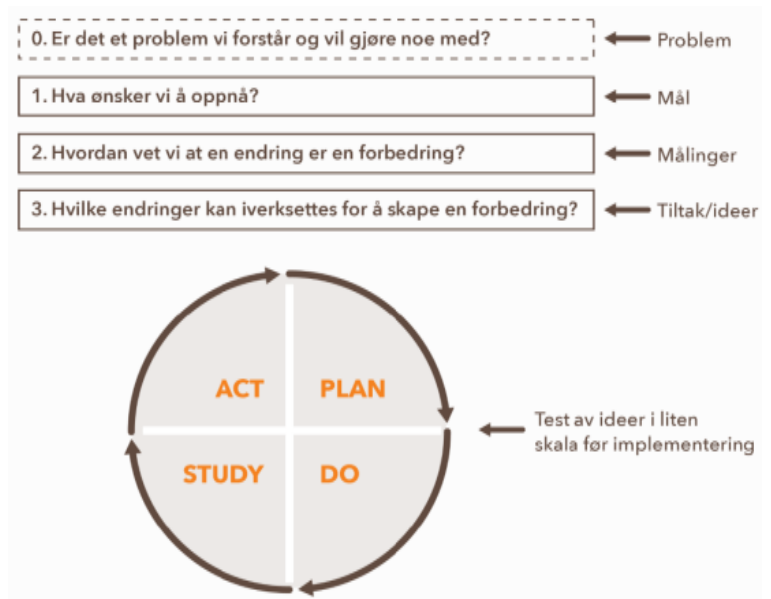 0. Er det et problem vi forstår og vil gjøre noe med?
Problem
1. Hva ønsker vi å oppnå?
Mål
2. Hvordan vet vi at en endring er en forbedring?
Målinger
3. Hvilke endringer kan iverksettes for å skape en forbedring?
Tiltak/ideer
ACT
PLAN
STUDY
DO
Test av ideer i liten
skala før implementering